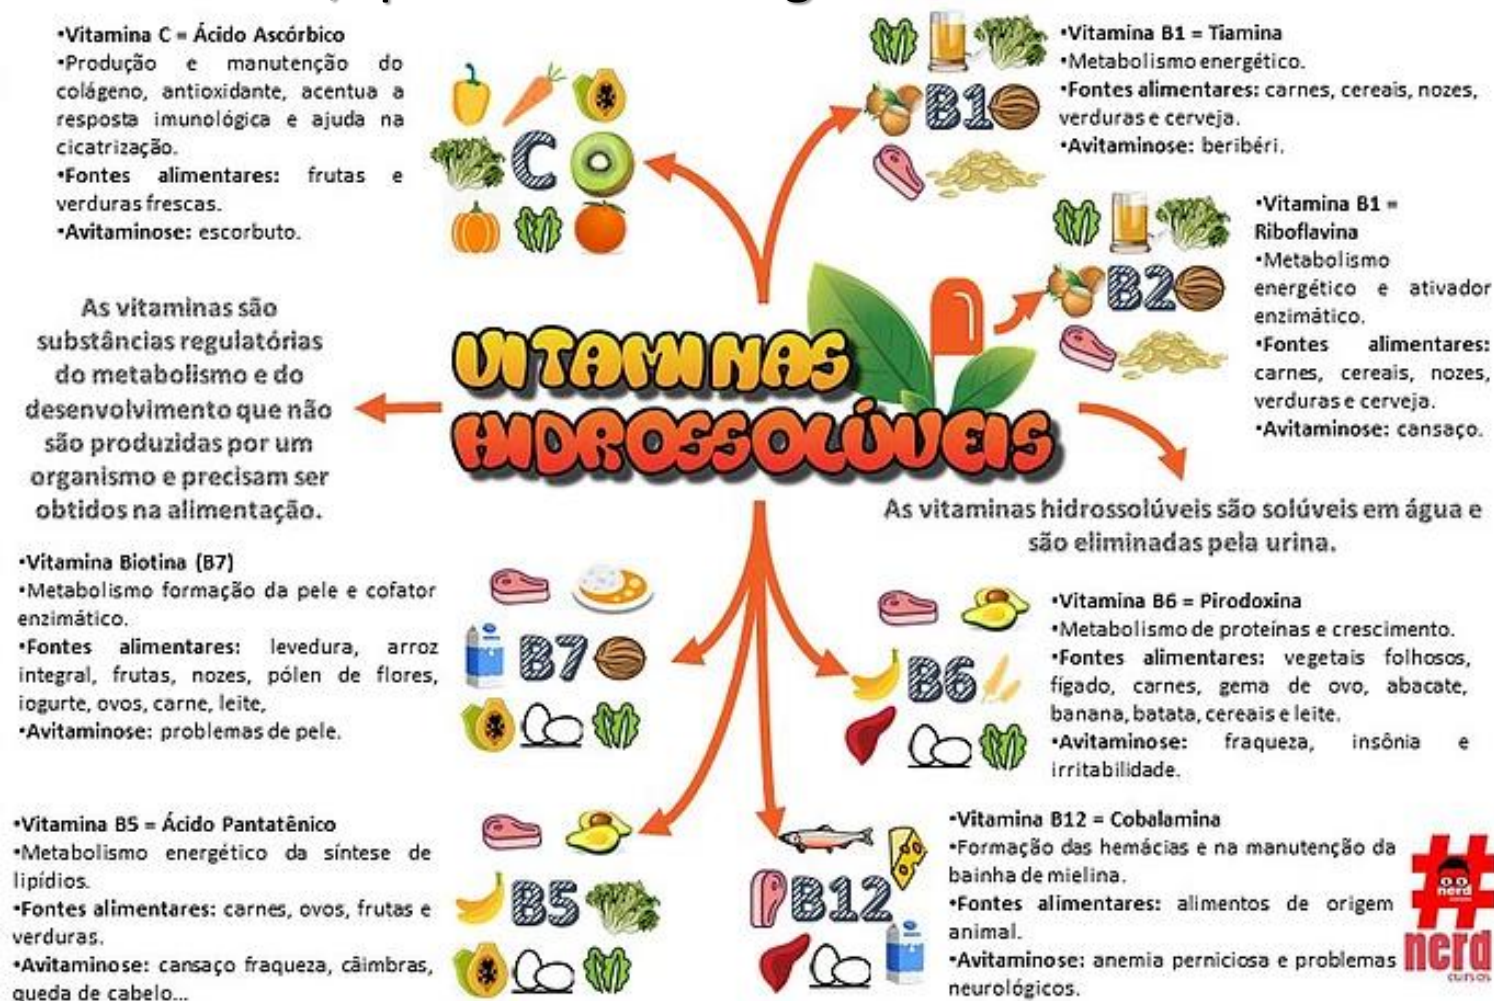 •Vitamina C = Ácido Ascórbico
•Produção e manutenção do
colágeno, antioxidante, acentua a
resposta imunológica e ajuda na
cicatrização.
•Fontes alimentares: frutas e
verduras frescas.
•Avitaminose: escorbuto.
C
•Vitamina B1 = Tiamina
•Metabolismo energético.
•Fontes alimentares: carnes, cereais, nozes,
verduras e cerveja.
•Avitaminose: beribéri.
B1
•Vitamina B1 =
Riboflavina
•Metabolismo
energético e ativador
enzimático.
•Fontes alimentares:
carnes, cereais, nozes,
verduras e cerveja.
•Avitaminose: cansaço.
B2
As vitaminas são
substâncias regulatórias
do metabolismo e do
desenvolvimento que não
são produzidas por um
organismo e precisam ser
obtidos na alimentação.
VITAMINAS
HIDROSSOLÚVEIS
As vitaminas hidrossolúveis são solúveis em água e
são eliminadas pela urina.
•Vitamina Biotina (B7)
•Metabolismo formação da pele e cofator
enzimático.
•Fontes alimentares: levedura, arroz
integral, frutas, nozes, pólen de flores,
iogurte, ovos, carne, leite,
•Avitaminose: problemas de pele.
B7
•Vitamina B6 = Pirodoxina
•Metabolismo de proteínas e crescimento.
•Fontes alimentares: vegetais folhosos,
fígado, carnes, gema de ovo, abacate,
banana, batata, cereais e leite.
•Avitaminose: fraqueza, insônia e
irritabilidade.
B6
•Vitamina B5 = Ácido Pantatênico
•Metabolismo energético da síntese de
lipídios.
•Fontes alimentares: carnes, ovos, frutas e
verduras.
•Avitaminose: cansaço fraqueza, câimbras,
queda de cabelo...
B5
•Vitamina B12 = Cobalamina
•Formação das hemácias e na manutenção da
bainha de mielina.
•Fontes alimentares: alimentos de origem
animal.
•Avitaminose: anemia perniciosa e problemas
neurológicos.
B12
#
nerd
nerd
cursos